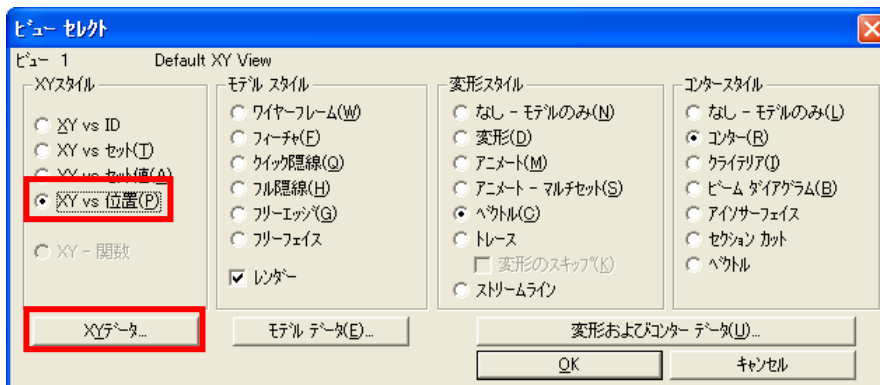 ビュー セレクト
ビュー 1 Default XY View
XYスタイル
XY vs ID
XY vs セット(T)
XY vs セット値(A)
XY vs 位置(P)
XY - 関数
XYデータ...
モデル スタイル
ワイヤーフレーム(W)
フィーチャ(F)
クイック隠線(Q)
フル隠線(H)
フリーエッジ(G)
フリーフェイス
レンダー
モデル データ(E)...
変形スタイル
なし - モデルのみ(N)
変形(D)
アニメート(M)
アニメート - マルチセット(S)
ベクトル(C)
トレース
変形のスキップ(K)
ストリームライン
コンタースタイル
なし - モデルのみ(L)
コンター(R)
クライテリア(I)
ビーム ダイアグラム(B)
アイソサーフェイス
セクション カット
ベクトル
変形およびコンター データ(U)...
OK
キャンセル